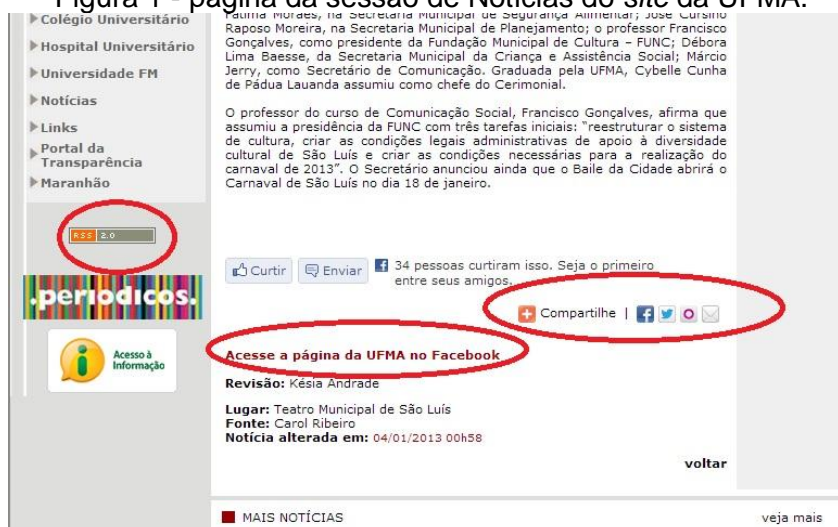 Figura 1 - página da sessão de Notícias do site da UFMA.
Colégio Universitário
Hospital Universitário
Universidade FM
Notícias
Links
Portal da
Transparência
Maranhão
RSS 2.0
.periodicos.
Acesso à
Informação
Fátima Moraes, na Secretaria Municipal de Segurança Alimentar; José Cursino
Raposo Moreira, na Secretaria Municipal de Planejamento; o professor Francisco
Gonçalves, como presidente da Fundação Municipal de Cultura – FUNC; Débora
Lima Baesse, da Secretaria Municipal da Criança e Assistência Social; Márcio
Jerry, como Secretário de Comunicação. Graduada pela UFMA, Cybelle Cunha
de Pádua Lauanda assumiu como chefe do Cerimonial.
O professor do curso de Comunicação Social, Francisco Gonçalves, afirma que
assumiu a presidência da FUNC com três tarefas iniciais: "reestruturar o sistema
de cultura, criar as condições legais administrativas de apoio à diversidade
cultural de São Luís e criar as condições necessárias para a realização do
carnaval de 2013". O Secretário anunciou ainda que o Baile da Cidade abrirá o
Carnaval de São Luís no dia 18 de janeiro.
Curtir Enviar 34 pessoas curtiram isso. Seja o primeiro
entre seus amigos.
Compartilhe |
Acesse a página da UFMA no Facebook
Revisão: Késia Andrade
Lugar: Teatro Municipal de São Luís
Fonte: Carol Ribeiro
Notícia alterada em: 04/01/2013 00h58
voltar
MAIS NOTÍCIAS veja mais